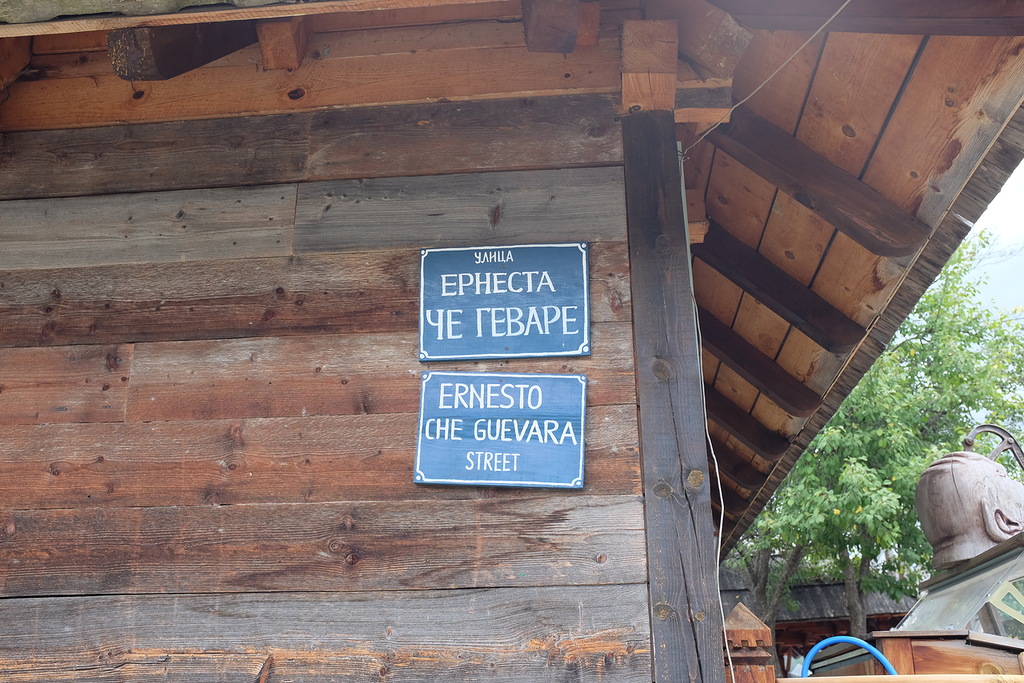 УЛИЦА
ЕРНЕСТА
ЧЕ ГЕВАРЕ
ERNESTO
CHE GUEVARA
STREET